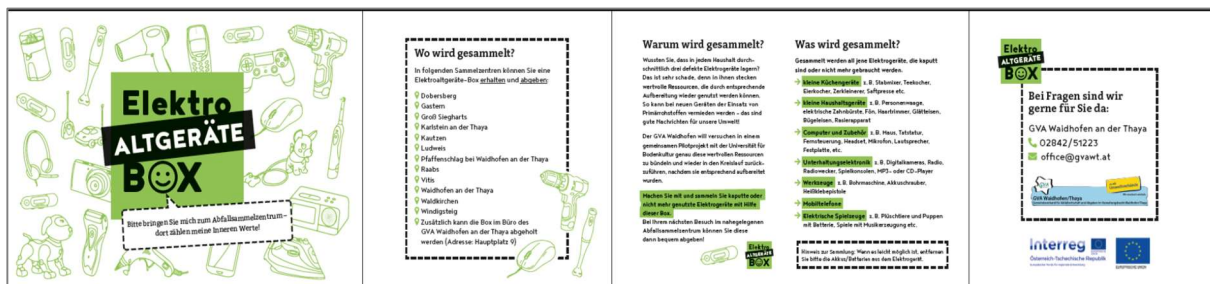 Elektro
ALTGERÄTE
BOX
Bitte bringen Sie mich zum Abfallsammelzentrum –
dort zählen meine inneren Werte!
Wo wird gesammelt?
In folgenden Sammelzentren können Sie eine
Elektroaltgeräte-Box erhalten und abgeben:
Dobersberg
Gastern
Groß Siegharts
Karlstein an der Thaya
Kautzen
Ludweis
Pfaffenschlag bei Waidhofen an der Thaya
Raabs
Vitis
Waidhofen an der Thaya
Waldkirchen
Windigsteig
Zusätzlich kann die Box im Büro des
GVA Waidhofen an der Thaya abgeholt
werden (Adresse: Hauptplatz 9)
Warum wird gesammelt?
Wussten Sie, dass in jedem Haushalt durch-
schnittlich drei defekte Elektrogeräte lagern?
Das ist sehr schade, denn in ihnen stecken
wertvolle Ressourcen, die durch entsprechende
Aufbereitung wieder genutzt werden können.
So kann bei neuen Geräten der Einsatz von
Primärrohstoffen vermieden werden – das sind
gute Nachrichten für unsere Umwelt!
Der GVA Waidhofen will versuchen in einem
gemeinsamen Pilotprojekt mit der Universität für
Bodenkultur genau diese wertvollen Ressourcen
zu bündeln und wieder in den Kreislauf zurück-
zuführen, nachdem sie entsprechend aufbereitet
wurden.
Machen Sie mit und sammeln Sie kaputte oder
nicht mehr genutzte Elektrogeräte mit Hilfe
dieser Box.
Bei Ihrem nächsten Besuch im nahegelegenen
Abfallsammelzentrum können Sie diese
dann bequem abgeben!
Elektro
ALTGERÄTE
BOX
Was wird gesammelt?
Gesammelt werden all jene Elektrogeräte, die kaputt
sind oder nicht mehr gebraucht werden.
kleine Küchengeräte z.B. Stabmixer, Teekocher,
Eierkocher, Zerkleinerer, Saftpresse etc.
kleine Haushaltsgeräte z.B. Personenwaage,
elektrische Zahnbürste, Fön, Haartrimmer, Glätteisen,
Bügeleisen, Rasierapparat
Computer und Zubehör z.B. Maus, Tatstatur,
Fernsteuerung, Headset, Mikrofon, Lautsprecher,
Festplatte, etc.
Unterhaltungselektronik z.B. Digitalkameras, Radio,
Radiowecker, Spielkonsolen, MP3- oder CD-Player
Werkzeuge z.B. Bohrmaschine, Akkuschrauber,
Heißklebepistole
Mobiltelefone
Elektrische Spielzeuge z.B. Plüschtiere und Puppen
mit Batterie, Spiele mit Musikerzeugung etc.
Hinweis zur Sammlung: Wenn es leicht möglich ist, entfernen
Sie bitte die Akkus/Batterien aus dem Elektrogerät.
Elektro
ALTGERÄTE
BOX
Bei Fragen sind wir
gerne für Sie da:
GVA Waidhofen an der Thaya
02842/51223
office@gvawt.at
GVA Waidhofen/Thaya
Interreg
Österreich-Tschechische Republik
EUROPÄISCHE UNION